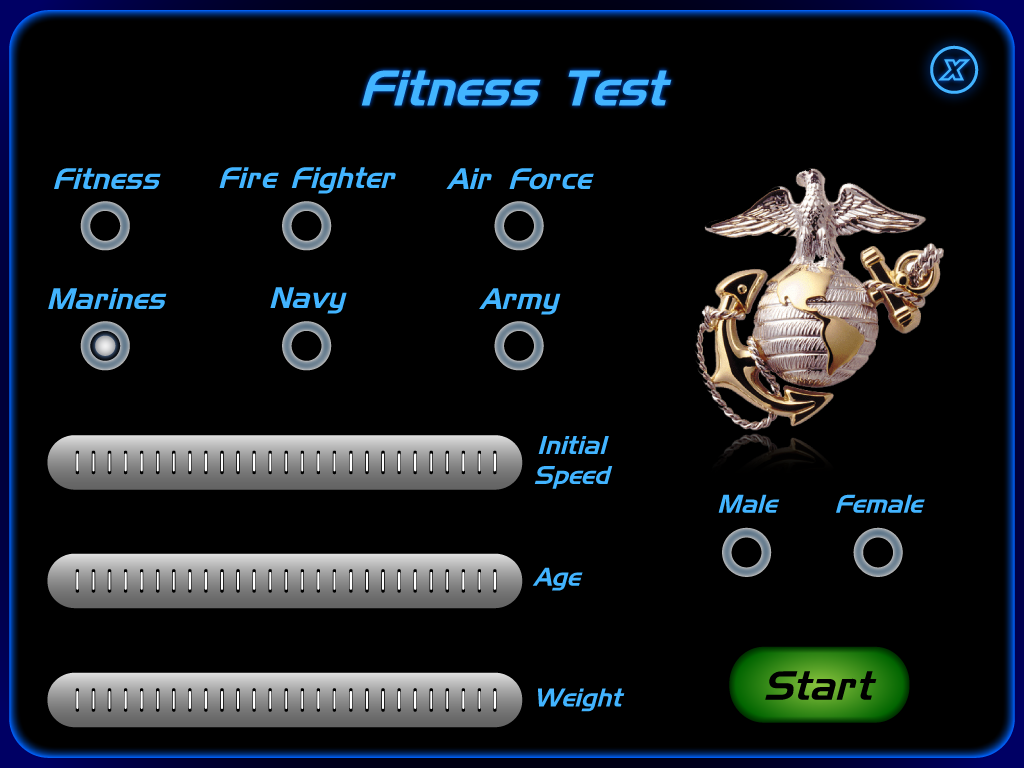 Fitness Test
X
Fitness
Fire Fighter
Air Force
Marines
Navy
Army
Initial
Speed
Age
Weight
Male
Female
Start